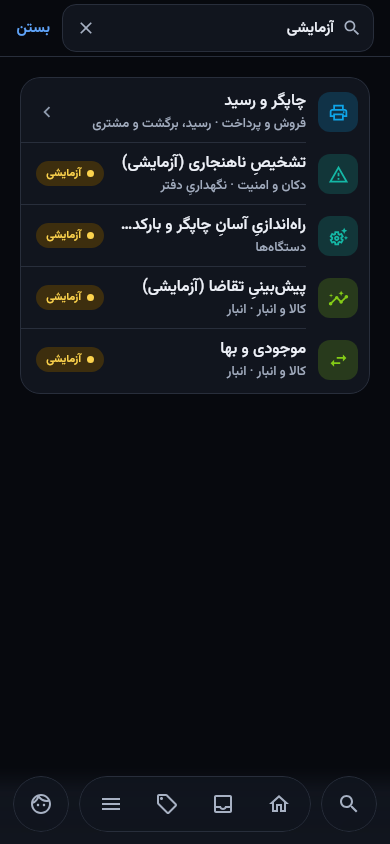 آزمایشی
بستن
چاپگر و رسید
فروش و پرداخت · رسید، برگشت و مشتری
تشخیصِ ناهنجاری (آزمایشی)
دکان و امنیت · نگهداریِ دفتر
آزمایشی
راه‌اندازیِ آسانِ چاپگر و بارکد...
دستگاه‌ها
آزمایشی
پیش‌بینیِ تقاضا (آزمایشی)
کالا و انبار · انبار
آزمایشی
موجودی و بها
کالا و انبار · انبار
آزمایشی